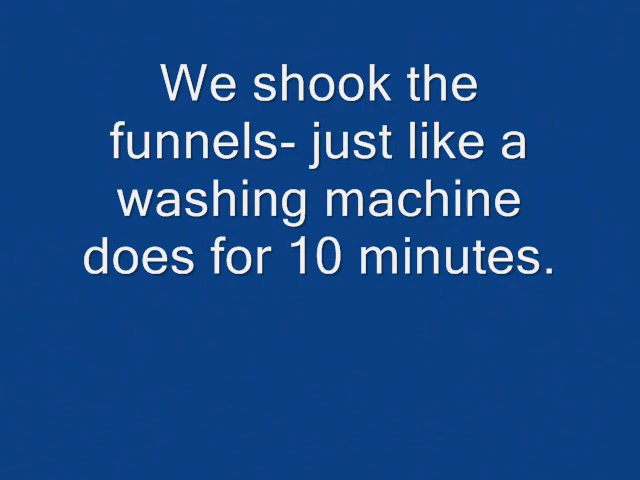 We shook the
funnels- just like a
washing machine
does for 10 minutes.